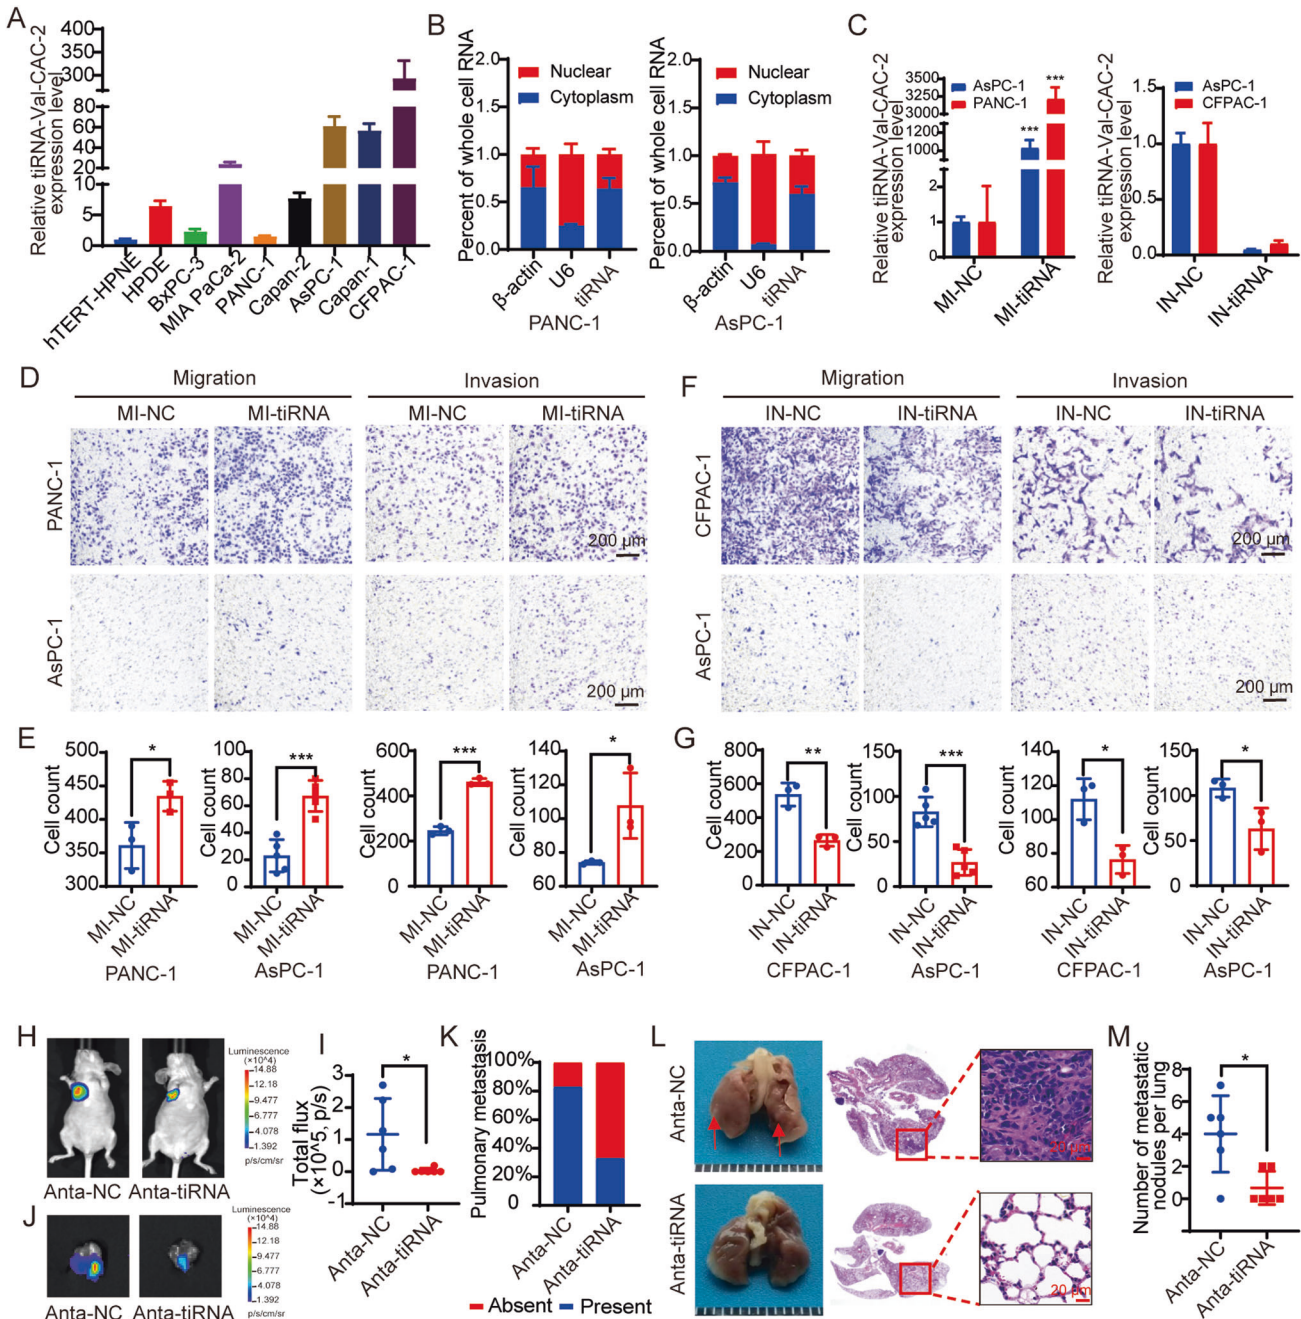 A
Relative tiRNA-Val-CAC-2
expression level
400
350
300
80
60
40
20
10
5
0
hTERT-HPNE
HPDE
BxPC-3
MIA PaCa-2
PANC-1
Capan-2
AsPC-1
Capan-1
CFPAC-1
B
Percent of whole cell RNA
2.0
1.5
1.0
0.5
0.0
Nuclear
Cytoplasm
β-actin
U6
tiRNA
PANC-1
Percent of whole cell RNA
2.0
1.5
1.0
0.5
0.0
Nuclear
Cytoplasm
β-actin
U6
tiRNA
AsPC-1
C
Relative tiRNA-Val-CAC-2
expression level
3500
3250
3000
1200
1000
2
1
0
AsPC-1
PANC-1
***
***
MI-NC
MI-tiRNA
Relative tiRNA-Val-CAC-2
expression level
1.5
1.0
0.5
0.0
AsPC-1
CFPAC-1
IN-NC
IN-tiRNA
D
Migration
Invasion
MI-NC
MI-tiRNA
MI-NC
MI-tiRNA
PANC-1
200 µm
AsPC-1
200 µm
F
Migration
Invasion
IN-NC
IN-tiRNA
IN-NC
IN-tiRNA
CFPAC-1
200 µm
AsPC-1
200 µm
E
Cell count
500
450
400
350
300
*
MI-NC
MI-tiRNA
PANC-1
Cell count
100
80
60
40
20
0
***
MI-NC
MI-tiRNA
AsPC-1
Cell count
600
400
200
0
***
MI-NC
MI-tiRNA
PANC-1
Cell count
140
120
100
80
60
*
MI-NC
MI-tiRNA
AsPC-1
G
Cell count
800
600
400
200
0
**
IN-NC
IN-tiRNA
CFPAC-1
Cell count
150
100
50
0
***
IN-NC
IN-tiRNA
AsPC-1
Cell count
140
120
100
80
60
*
IN-NC
IN-tiRNA
CFPAC-1
Cell count
150
100
50
0
*
IN-NC
IN-tiRNA
AsPC-1
H
Luminescence
(×10^4)
14.88
12.18
9.477
6.777
4.078
1.392
p/s/cm/sr
Anta-NC
Anta-tiRNA
I
Total flux
(×10^5, p/s)
3
2
1
0
-1
*
Anta-NC
Anta-tiRNA
J
Luminescence
(×10^4)
14.88
12.18
9.477
6.777
4.078
1.392
p/s/cm/sr
Anta-NC
Anta-tiRNA
K
Pulmonary metastasis
100%
80%
60%
40%
20%
0
Anta-NC
Anta-tiRNA
Absent
Present
L
Anta-NC
20 µm
Anta-tiRNA
20 µm
M
Number of metastatic
nodules per lung
8
6
4
2
0
*
Anta-NC
Anta-tiRNA